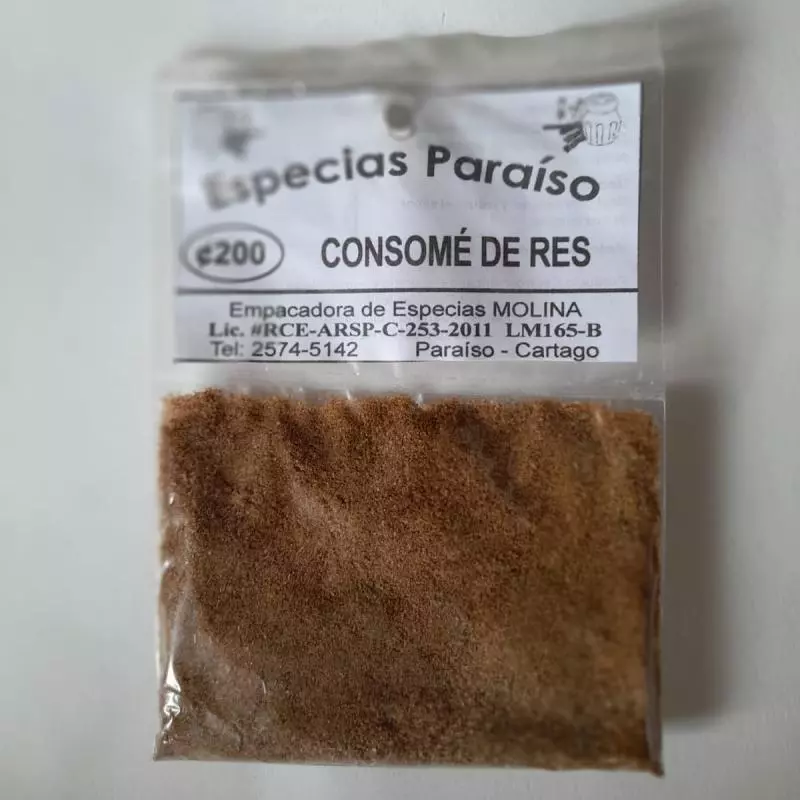 Especias Paraíso
¢200 CONSOMÉ DE RES
Empacadora de Especias MOLINA
Lic. #RCE-ARSP-C-253-2011 LM165-B
Tel: 2574-5142 Paraíso - Cartago